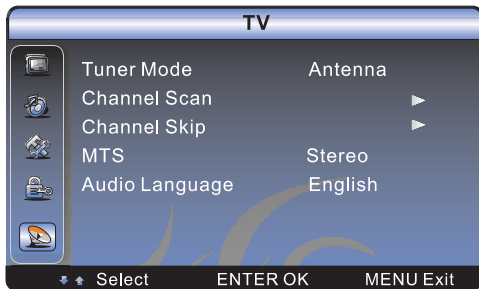 TV
Tuner Mode Antenna
Channel Scan
Channel Skip
MTS Stereo
Audio Language English
Select ENTER OK MENU Exit